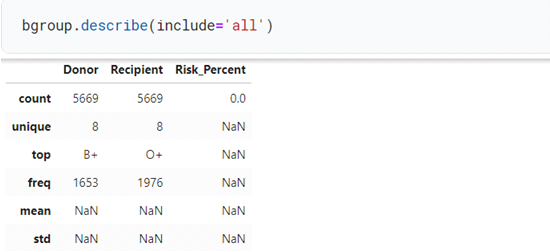 bgroup.describe(include='all')
Donor Recipient Risk_Percent
count 5669 5669 0.0
unique 8 8 NaN
top B+ O+ NaN
freq 1653 1976 NaN
mean NaN NaN NaN
std NaN NaN NaN